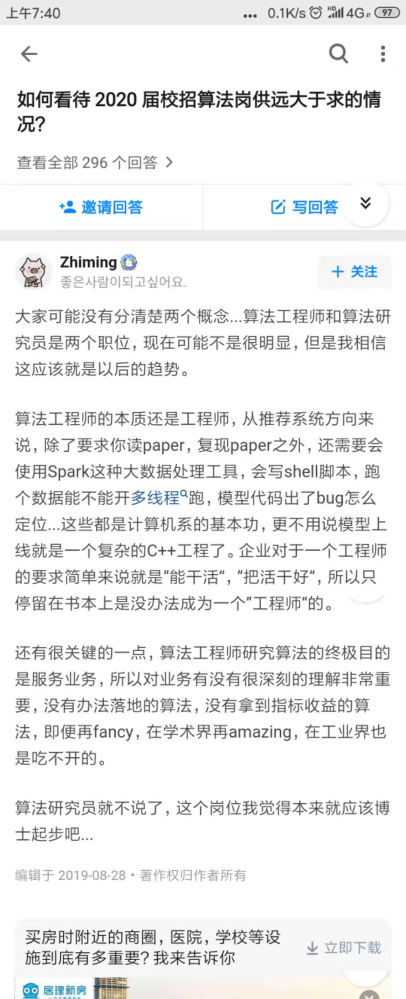 上午7:40
... 0.1K/s HD 4G 97
如何看待 2020 届校招算法岗供远大于求的情
况?
查看全部 296 个回答 >
邀请回答
写回答
Zhiming
좋은사람이되고싶어요.
+ 关注
大家可能没有分清楚两个概念...算法工程师和算法研
究员是两个职位，现在可能不是很明显，但是我相信
这应该就是以后的趋势。
算法工程师的本质还是工程师，从推荐系统方向来
说，除了要求你读paper，复现paper之外，还需要会
使用Spark这种大数据处理工具，会写shell脚本，跑
个数据能不能开多线程跑，模型代码出了bug怎么
定位...这些都是计算机系的基本功，更不用说模型上
线就是一个复杂的C++工程了。企业对于一个工程师
的要求简单来说就是”能干活“，”把活干好“，所以只
停留在书本上是没办法成为一个”工程师“的。
还有很关键的一点，算法工程师研究算法的终极目的
是服务业务，所以对业务有没有很深刻的理解非常重
要，没有办法落地的算法，没有拿到指标收益的算
法，即便再fancy，在学术界再amazing，在工业界也
是吃不开的。
算法研究员就不说了，这个岗位我觉得本来就应该博
士起步吧...
编辑于 2019-08-28 · 著作权归作者所有
买房时附近的商圈，医院，学校等设
施到底有多重要? 我来告诉你
立即下载
居理新房